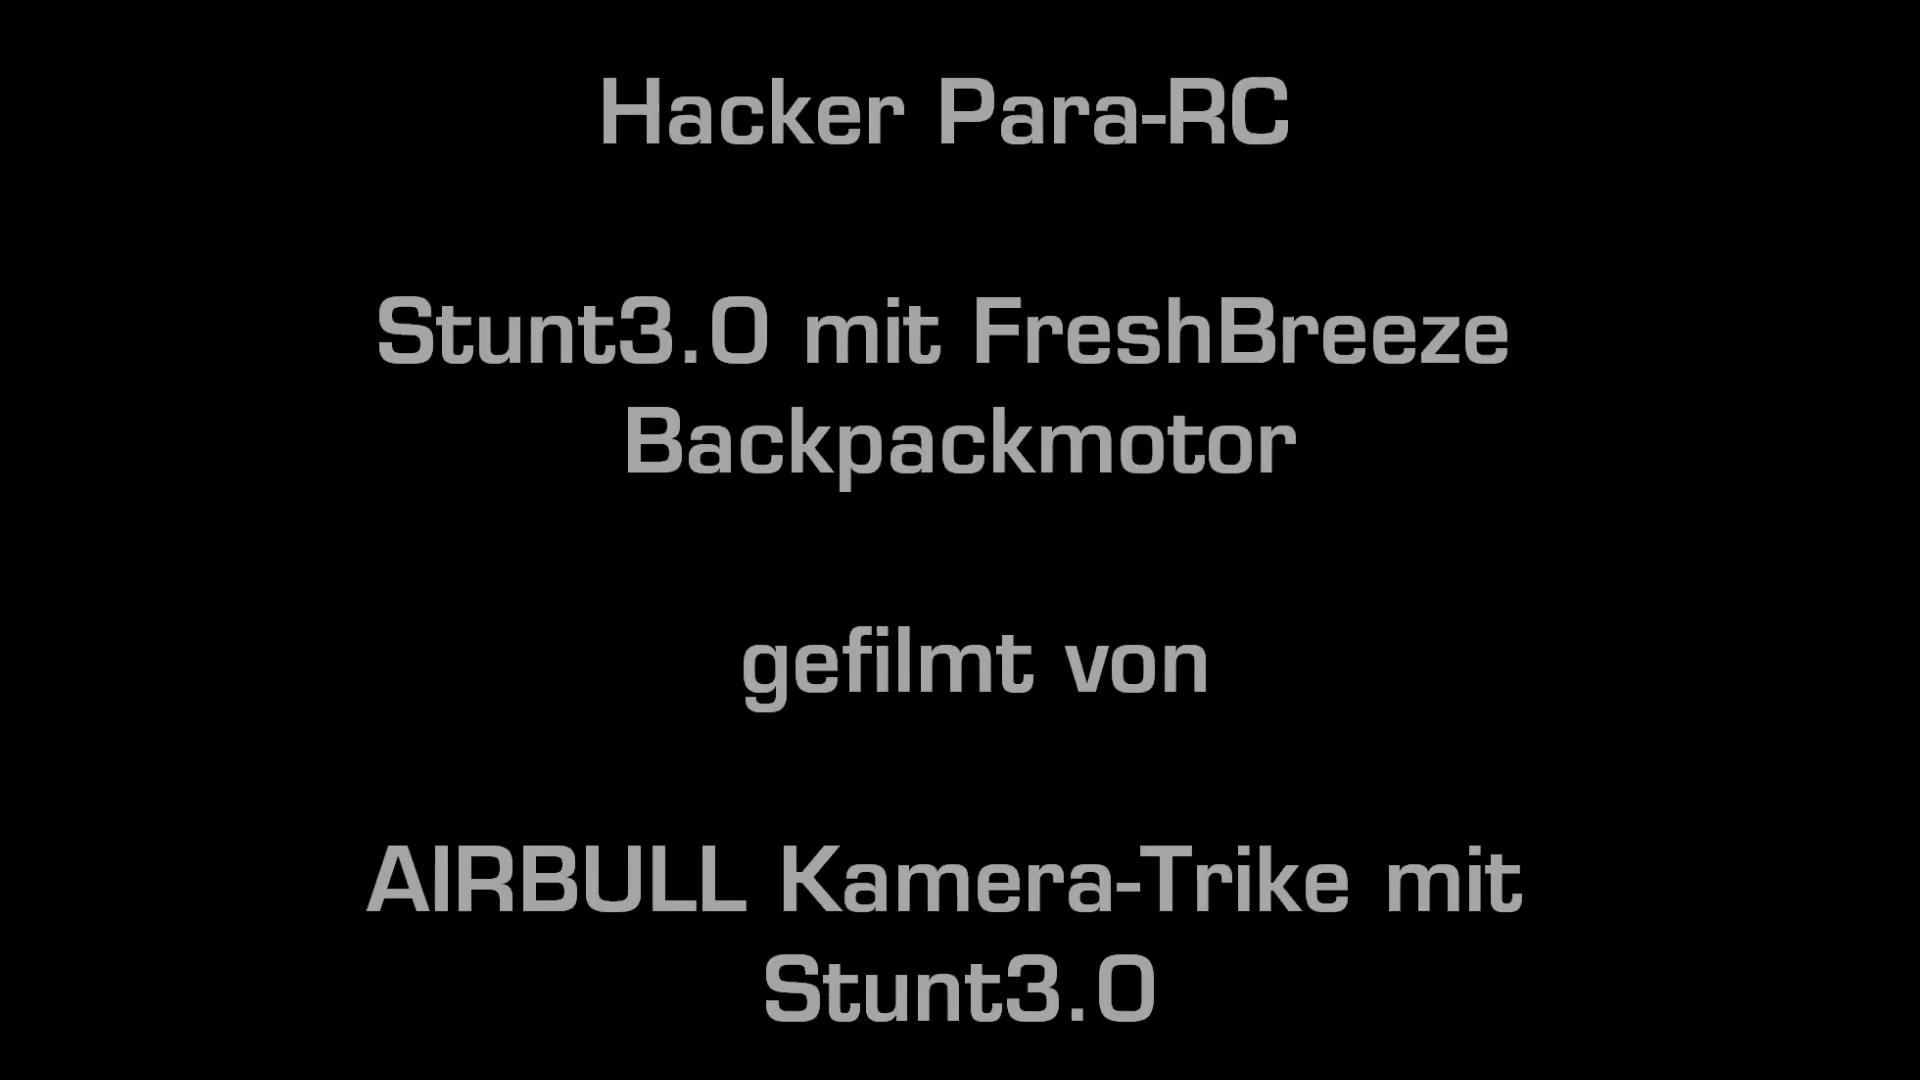 Hacker Para-RC
Stunt3.0 mit FreshBreeze
Backpackmotor
gefilmt von
AIRBULL Kamera-Trike mit
Stunt3.0